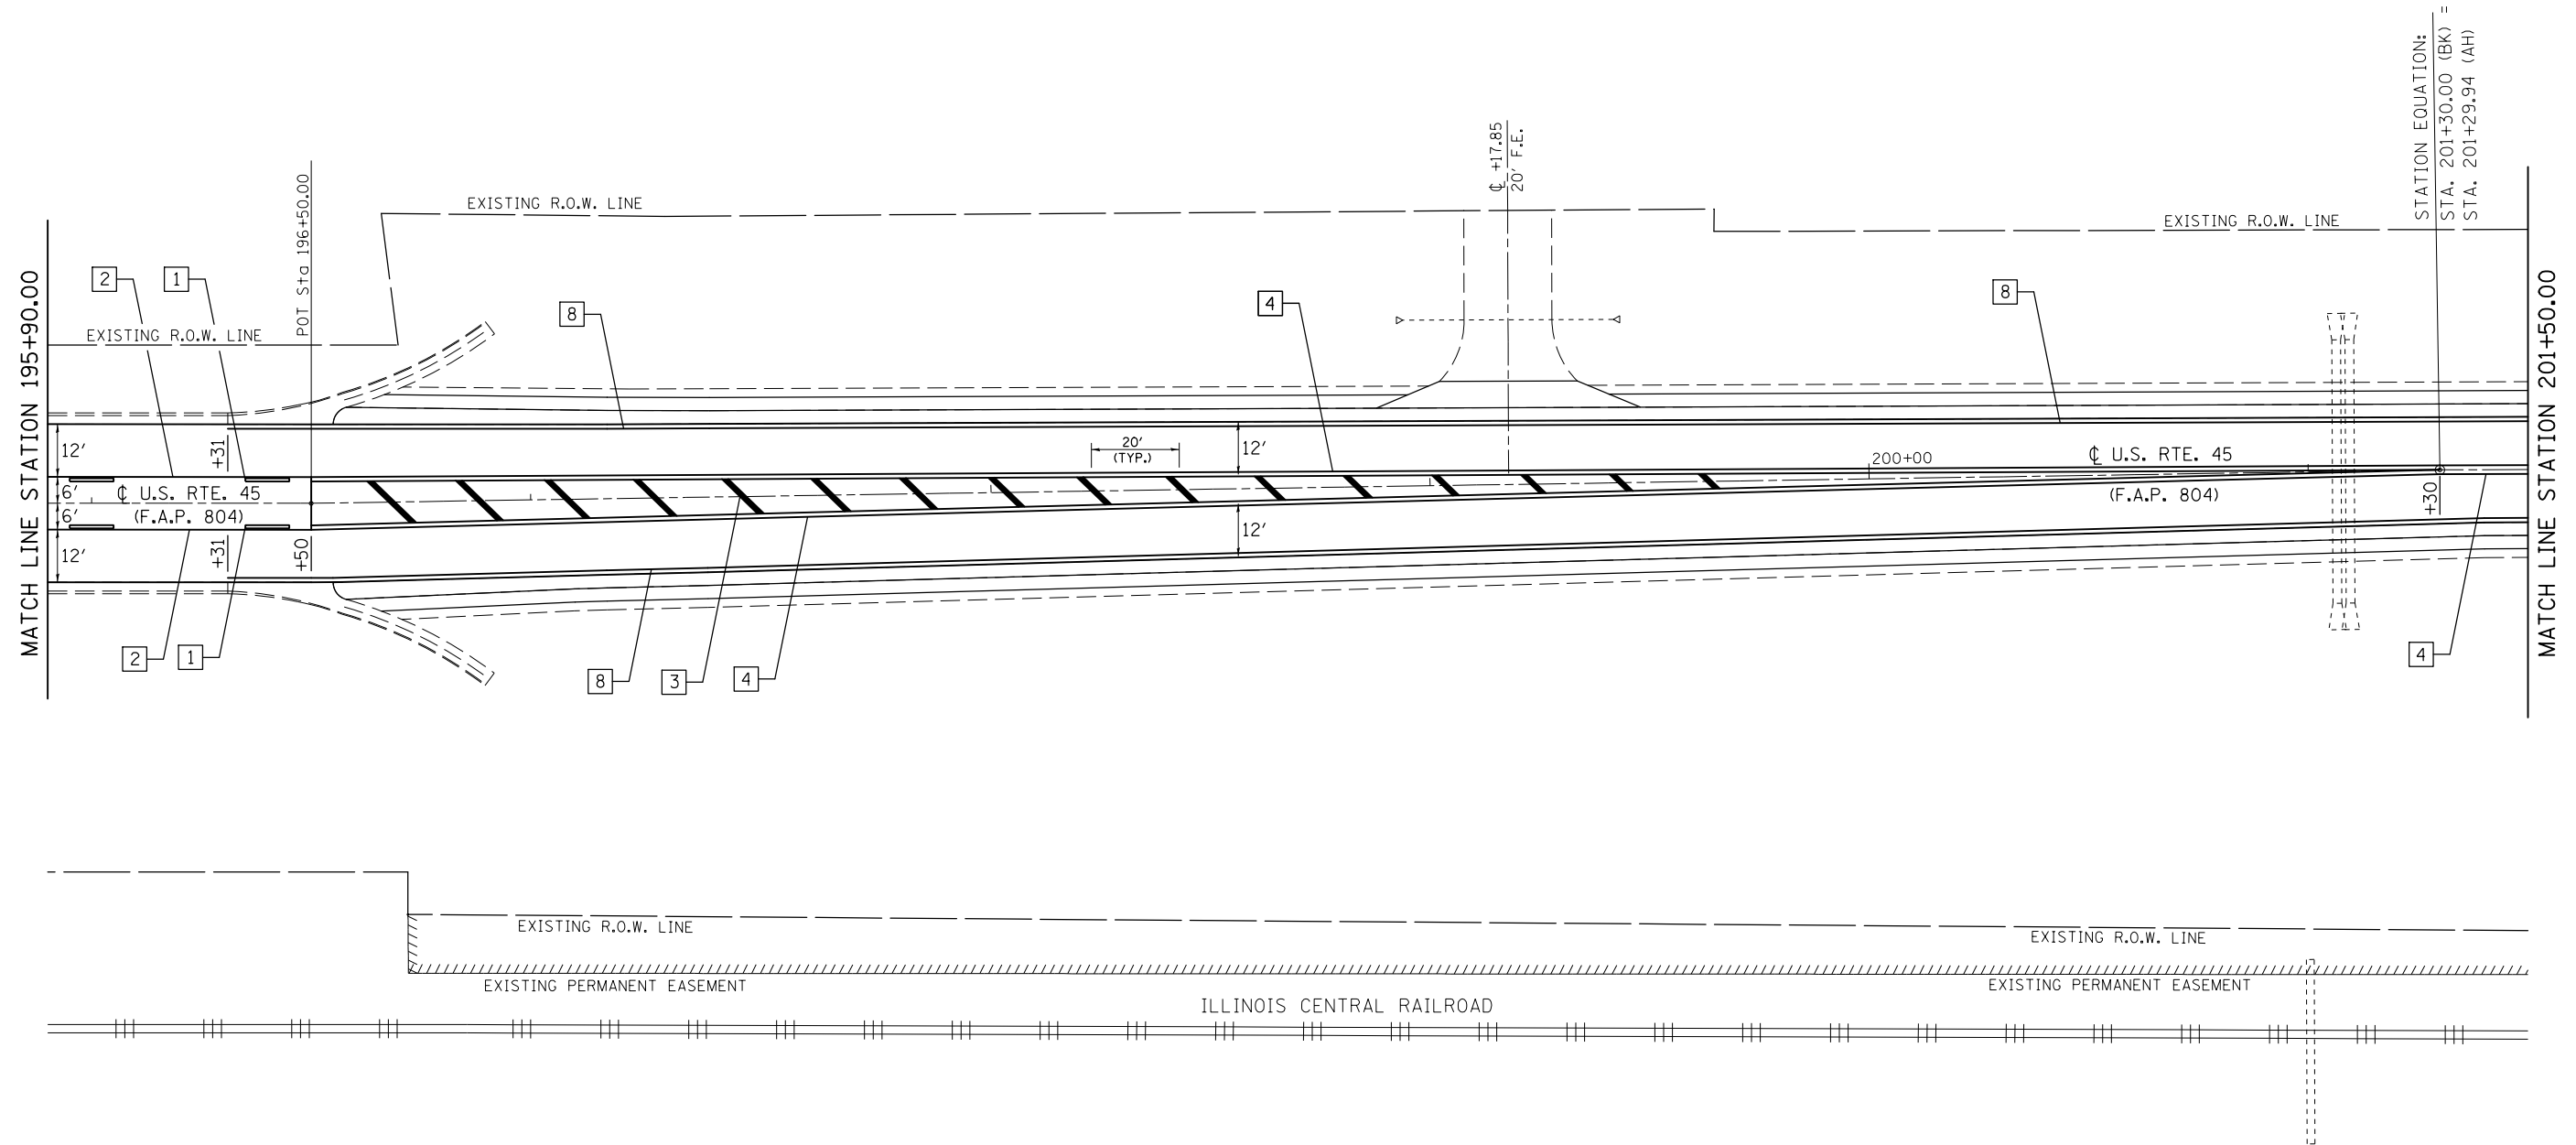 STATION EQUATION:
STA. 201+30.00 (BK) =
STA. 201+29.94 (AH)
℄ +17.85
20' F.E.
POT Sta 196+50.00
EXISTING R.O.W. LINE
EXISTING R.O.W. LINE
EXISTING R.O.W. LINE
MATCH LINE STATION 195+90.00
MATCH LINE STATION 201+50.00
2
1
8
4
8
12'
+31
20'
(TYP.)
12'
200+00
℄ U.S. RTE. 45
(F.A.P. 804)
6'
℄ U.S. RTE. 45
6'
(F.A.P. 804)
+30
12'
+31
+50
12'
2
1
8
3
4
4
EXISTING R.O.W. LINE
EXISTING R.O.W. LINE
EXISTING PERMANENT EASEMENT
EXISTING PERMANENT EASEMENT
ILLINOIS CENTRAL RAILROAD